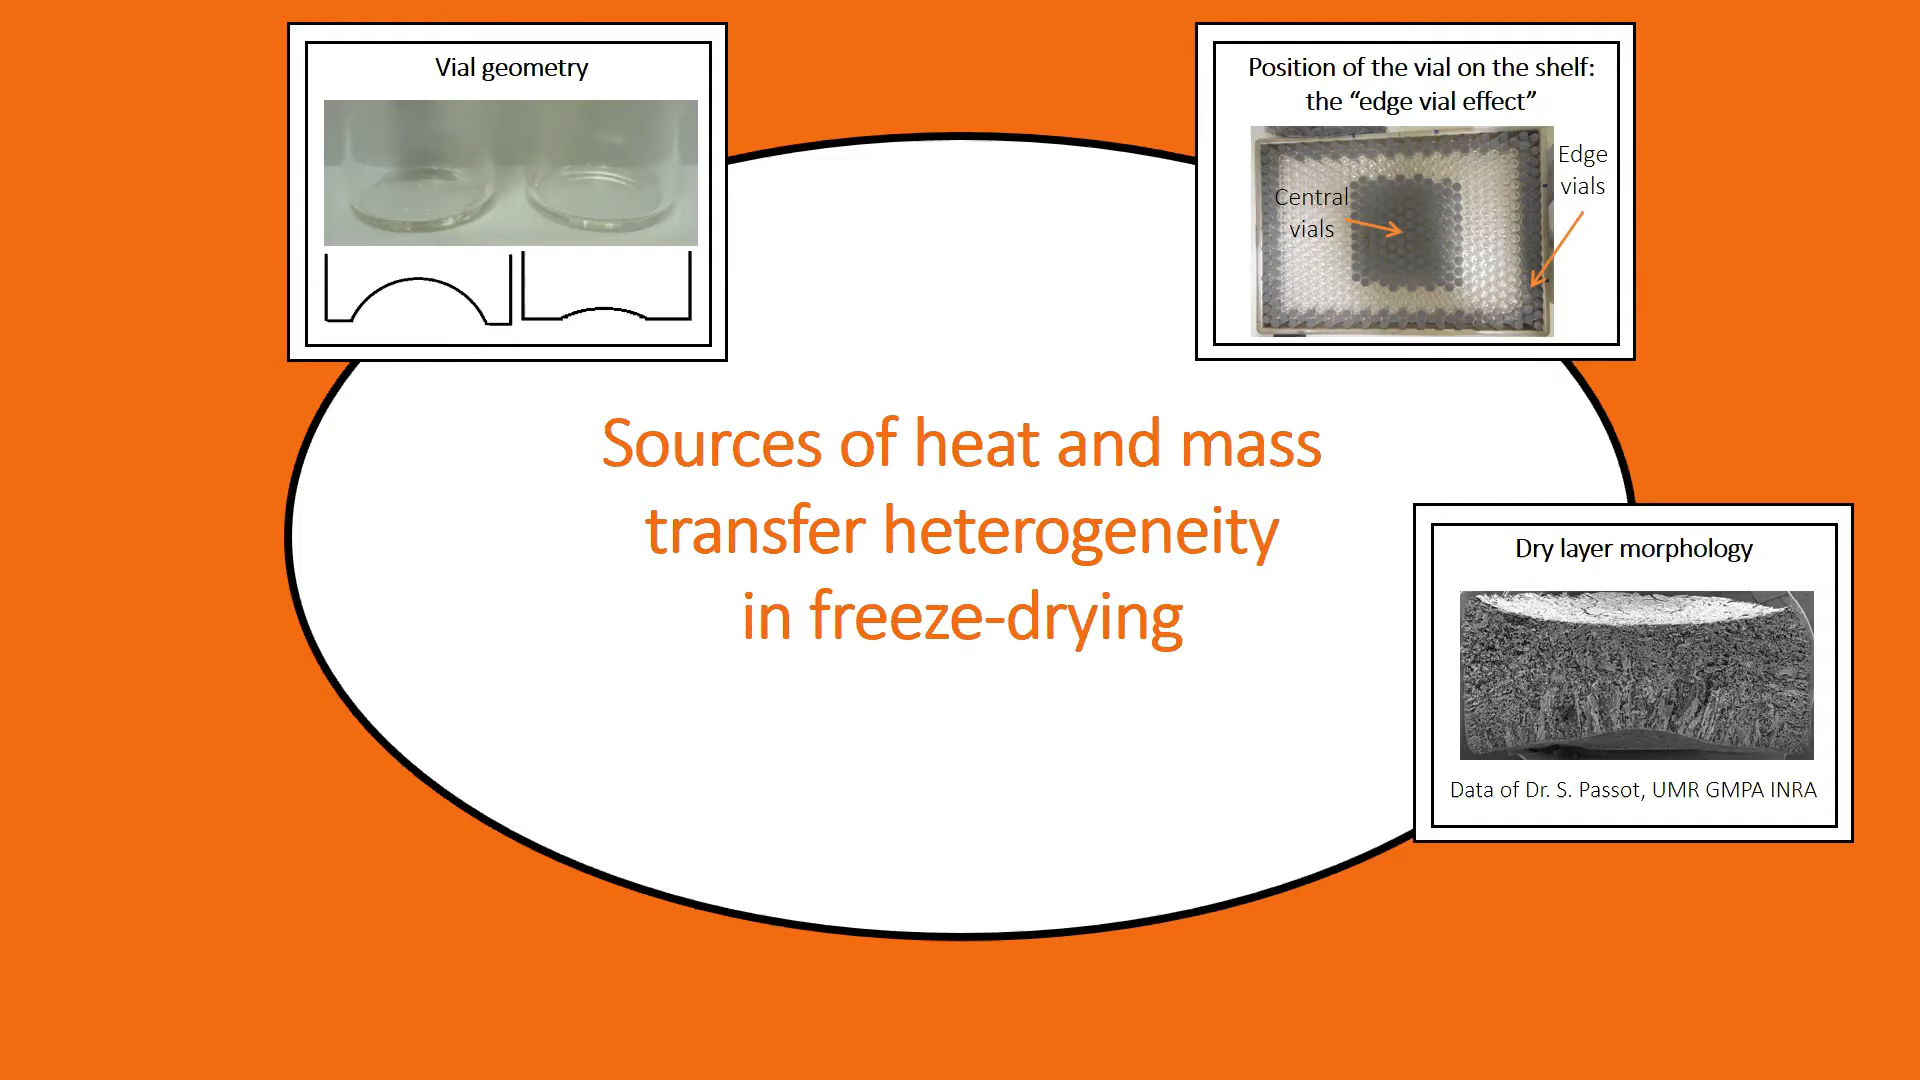 Vial geometry
Position of the vial on the shelf:
the “edge vial effect”
Edge
vials
Central
vials
Sources of heat and mass
transfer heterogeneity
in freeze-drying
Dry layer morphology
Data of Dr. S. Passot, UMR GMPA INRA